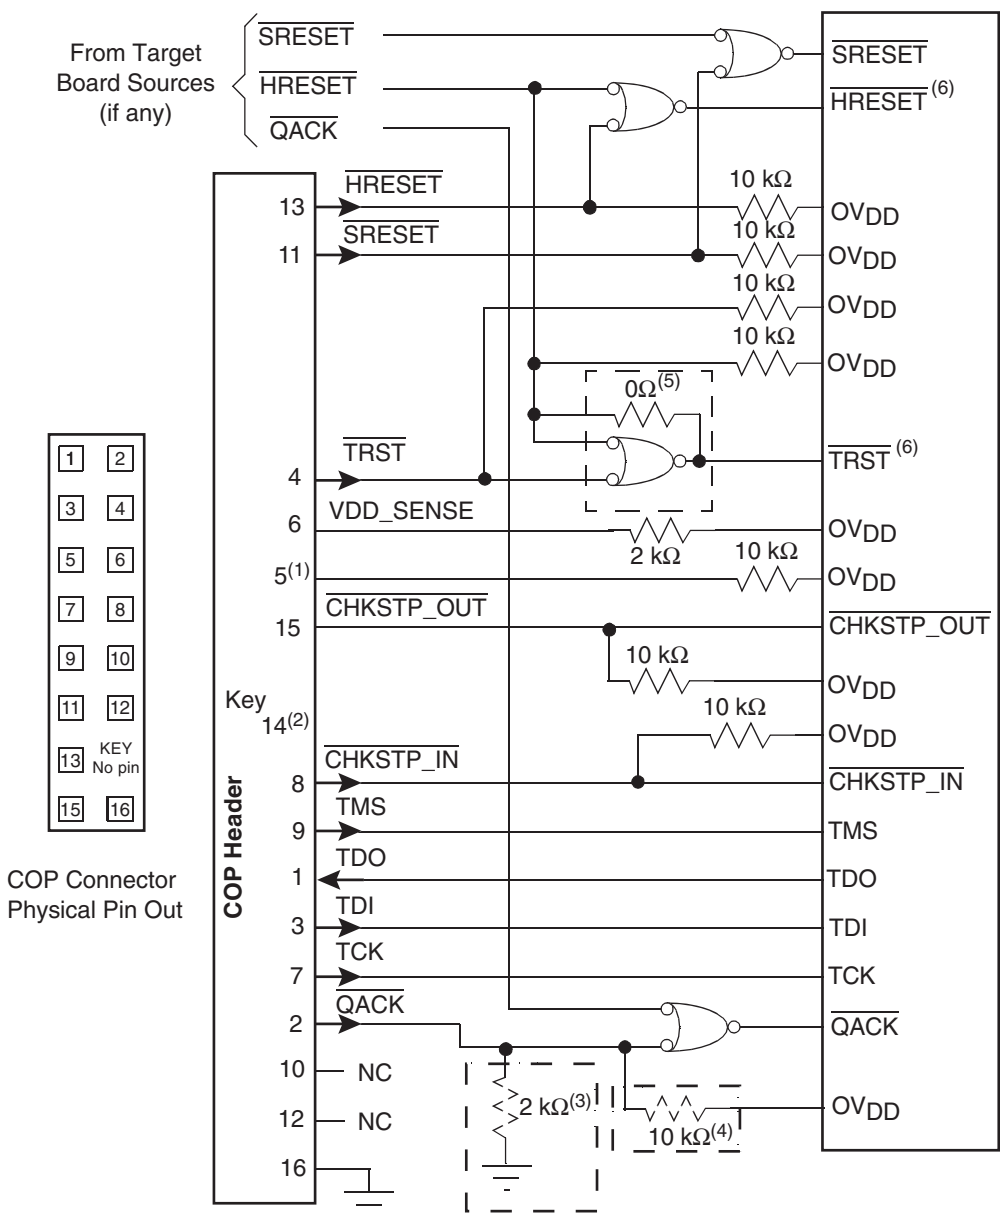 From Target
Board Sources
(if any)
SRESET
HRESET
QACK
SRESET
HRESET (6)
13 HRESET 10 kΩ OVDD
11 SRESET 10 kΩ OVDD
10 kΩ OVDD
10 kΩ OVDD
0Ω(5)
4 TRST TRST (6)
6 VDD_SENSE 2 kΩ OVDD
5(1) 10 kΩ OVDD
15 CHKSTP_OUT CHKSTP_OUT
10 kΩ OVDD
Key
14(2)
10 kΩ OVDD
8 CHKSTP_IN CHKSTP_IN
9 TMS TMS
1 TDO TDO
3 TDI TDI
7 TCK TCK
2 QACK QACK
10 NC
2 kΩ(3)
10 kΩ(4) OVDD
12 NC
16
COP Header
1 2
3 4
5 6
7 8
9 10
11 12
13 KEY
No pin
15 16
COP Connector
Physical Pin Out